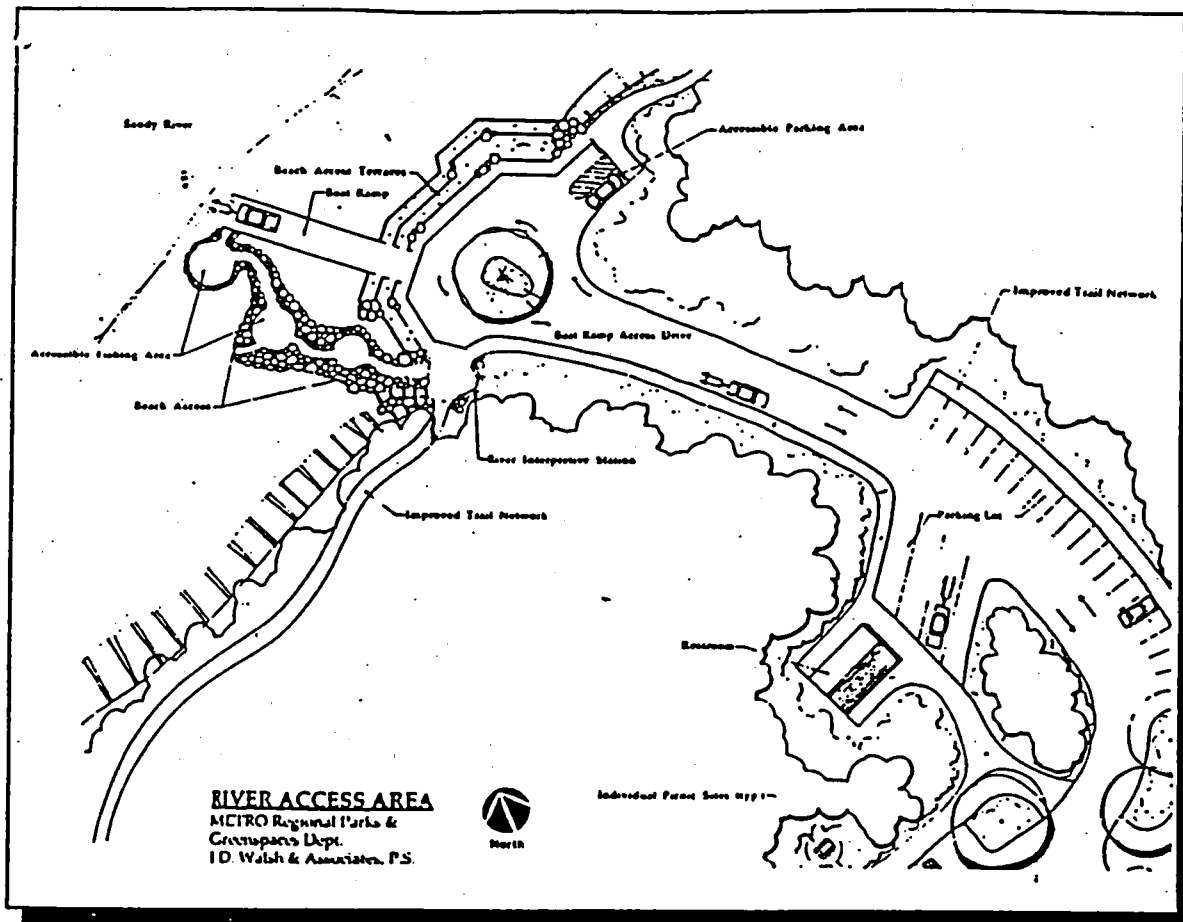 Sandy River
Accessible Parking Area
Beach Access Terraces
Boat Ramp
Improved Trail Network
Boat Ramp Access Drive
Accessible Fishing Area
Beach Access
River Interpretive Station
Improved Trail Network
Parking Lot
Restroom
Individual Picnic Sites
RIVER ACCESS AREA
METRO Regional Parks &
Greenspaces Dept.
J.D. Walsh & Associates, P.S.
North